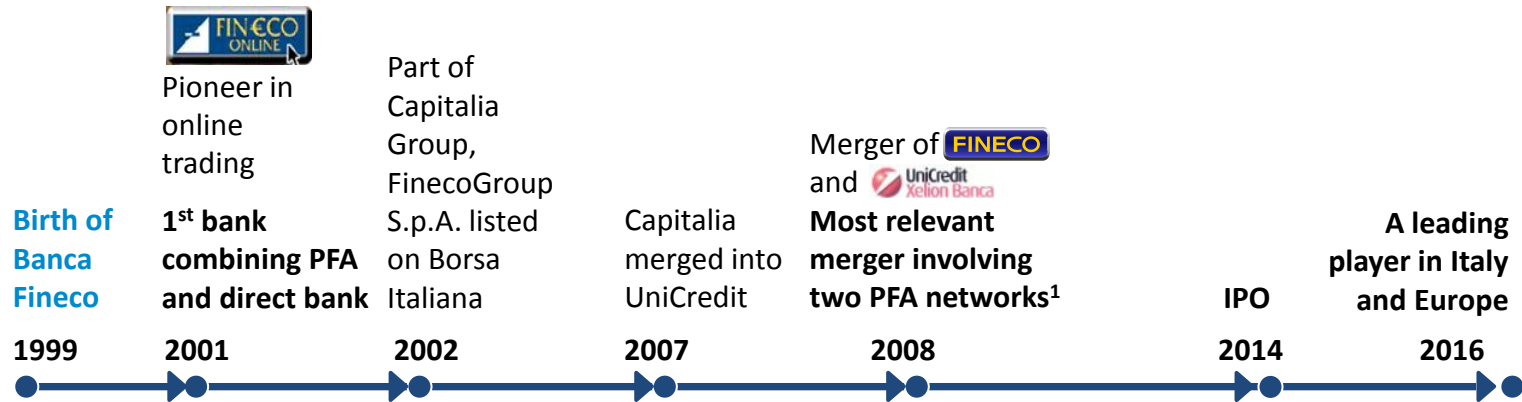 Birth of
Banca
Fineco
1999
FIN€CO
ONLINE
Pioneer in
online
trading
1st bank
combining PFA
and direct bank
2001
Part of
Capitalia
Group,
FinecoGroup
S.p.A. listed
on Borsa
Italiana
2002
Capitalia
merged into
UniCredit
2007
Merger of FINECO
and UniCredit
Xelion Banca
Most relevant
merger involving
two PFA networks¹
2008
IPO
2014
A leading
player in Italy
and Europe
2016